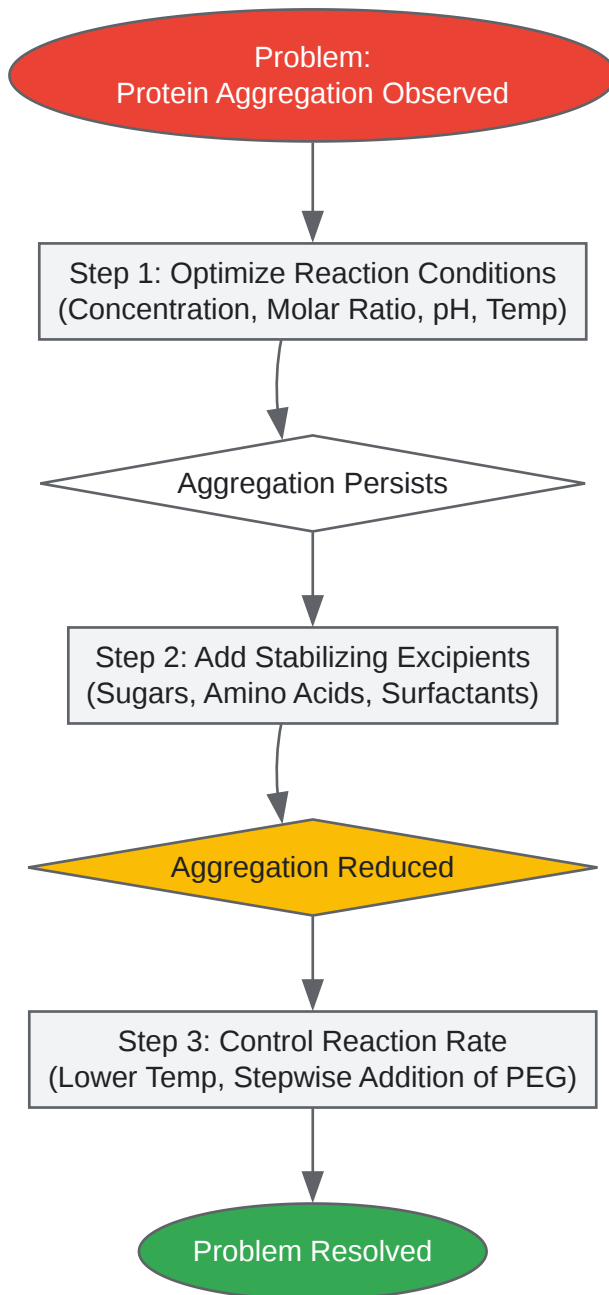 Problem:
Protein Aggregation Observed
Step 1: Optimize Reaction Conditions
(Concentration, Molar Ratio, pH, Temp)
Aggregation Persists
Step 2: Add Stabilizing Excipients
(Sugars, Amino Acids, Surfactants)
Aggregation Reduced
Step 3: Control Reaction Rate
(Lower Temp, Stepwise Addition of PEG)
Problem Resolved